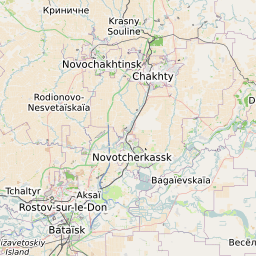 Криничне
Krasny
Souline
Novochakhtinsk
Chakhty
Rodionovo-
Nesvetaïskaïa
Novotcherkassk
Bagaïevskaïa
Tchaltyr
Aksaï
Rostov-sur-le-Don
Bataïsk
Island